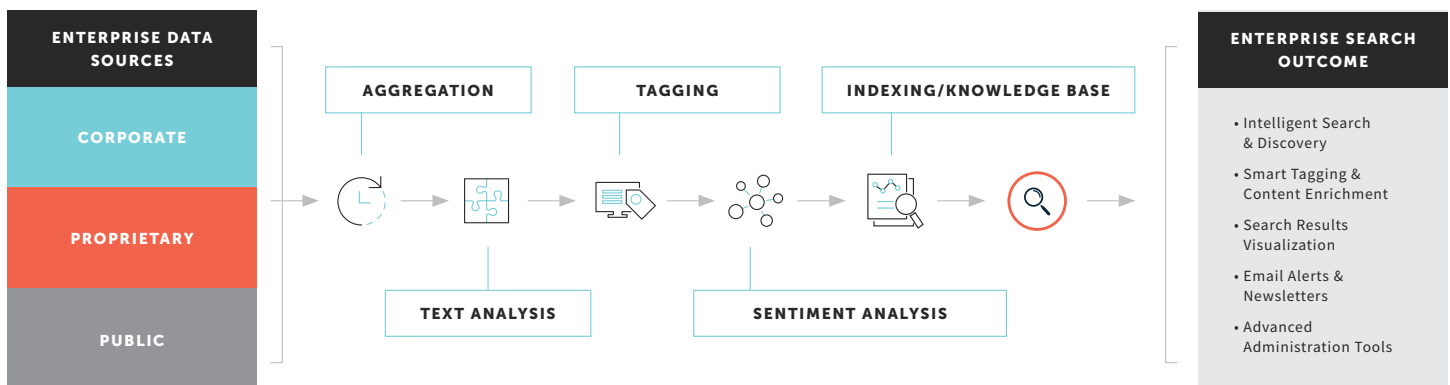 ENTERPRISE DATA
SOURCES
CORPORATE
PROPRIETARY
PUBLIC
AGGREGATION
TAGGING
INDEXING/KNOWLEDGE BASE
TEXT ANALYSIS
SENTIMENT ANALYSIS
ENTERPRISE SEARCH
OUTCOME
• Intelligent Search
& Discovery
• Smart Tagging &
Content Enrichment
• Search Results
Visualization
• Email Alerts &
Newsletters
• Advanced
Administration Tools